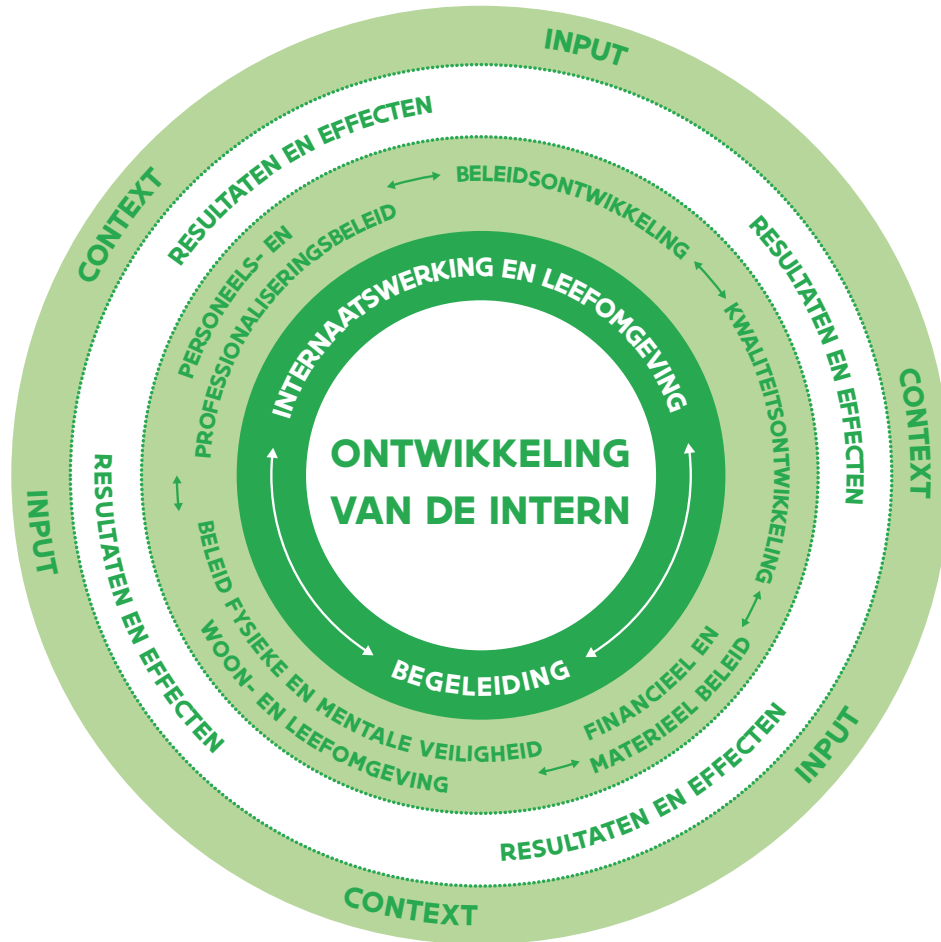 INPUT
CONTEXT
INPUT
CONTEXT
INPUT
CONTEXT
RESULTATEN EN EFFECTEN
RESULTATEN EN EFFECTEN
RESULTATEN EN EFFECTEN
RESULTATEN EN EFFECTEN
BELEIDSONTWIKKELING
KWALITEITSONTWIKKELING
FINANCIEEL EN
MATERIEEL BELEID
BELEID FYSIEKE EN MENTALE VEILIGHEID
WOON- EN LEEFOMGEVING
PERSONEELS- EN
PROFESSIONALISERINGSBELEID
INTERNAATSWERKING EN LEEFOMGEVING
BEGELEIDING
ONTWIKKELING
VAN DE INTERN